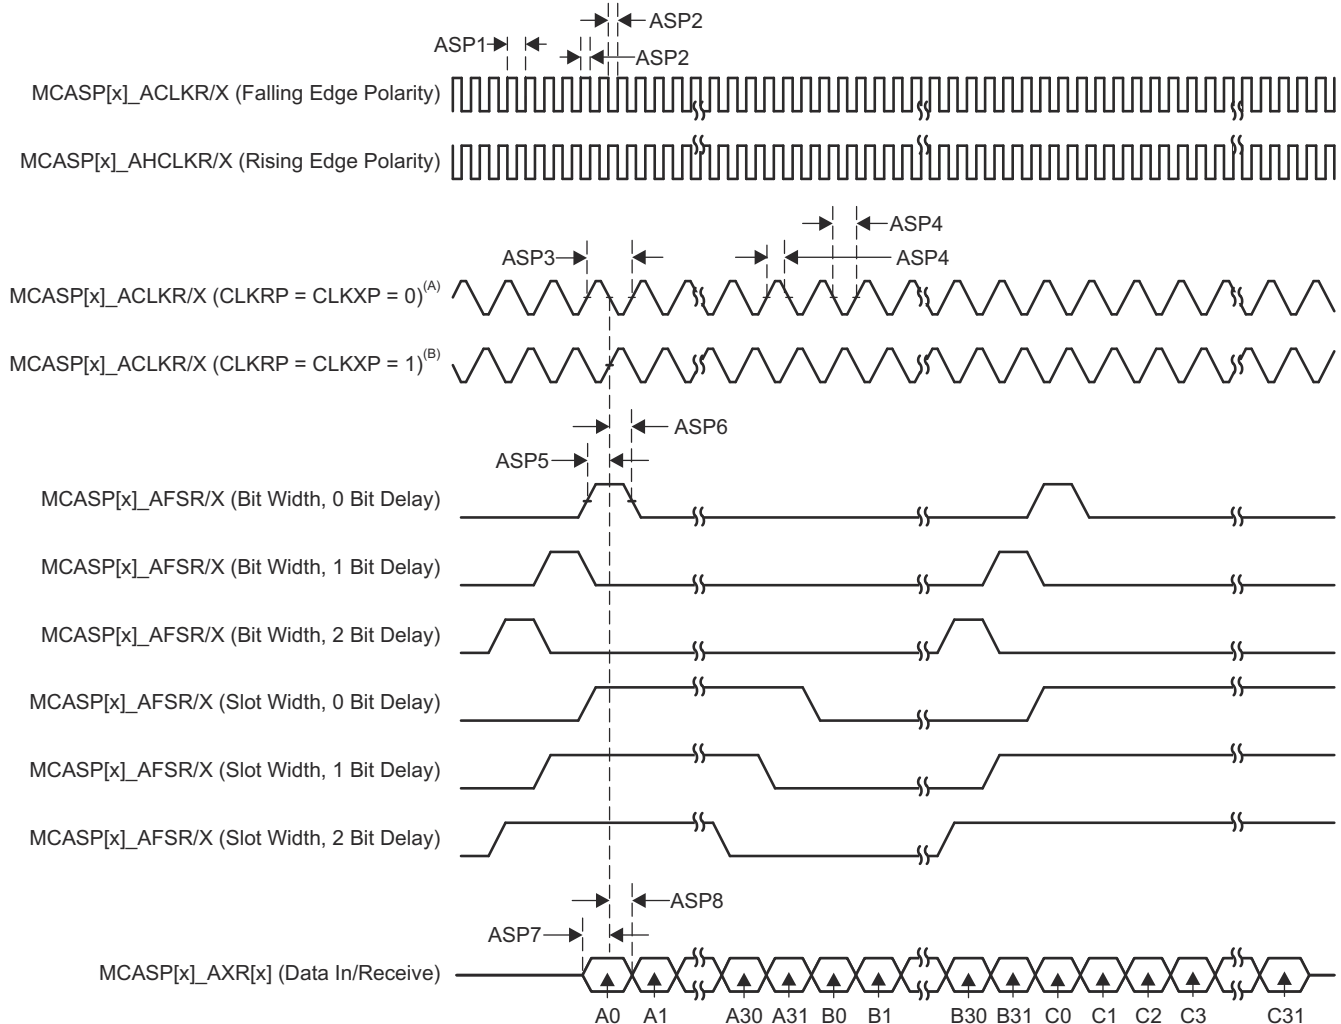 ASP2
ASP1
ASP2
MCASP[x]_ACLKR/X (Falling Edge Polarity)
MCASP[x]_AHCLKR/X (Rising Edge Polarity)
ASP4
ASP3
ASP4
MCASP[x]_ACLKR/X (CLKRP = CLKXP = 0)(A)
MCASP[x]_ACLKR/X (CLKRP = CLKXP = 1)(B)
ASP6
ASP5
MCASP[x]_AFSR/X (Bit Width, 0 Bit Delay)
MCASP[x]_AFSR/X (Bit Width, 1 Bit Delay)
MCASP[x]_AFSR/X (Bit Width, 2 Bit Delay)
MCASP[x]_AFSR/X (Slot Width, 0 Bit Delay)
MCASP[x]_AFSR/X (Slot Width, 1 Bit Delay)
MCASP[x]_AFSR/X (Slot Width, 2 Bit Delay)
ASP8
ASP7
MCASP[x]_AXR[x] (Data In/Receive)
A0 A1 A30 A31 B0 B1 B30 B31 C0 C1 C2 C3 C31